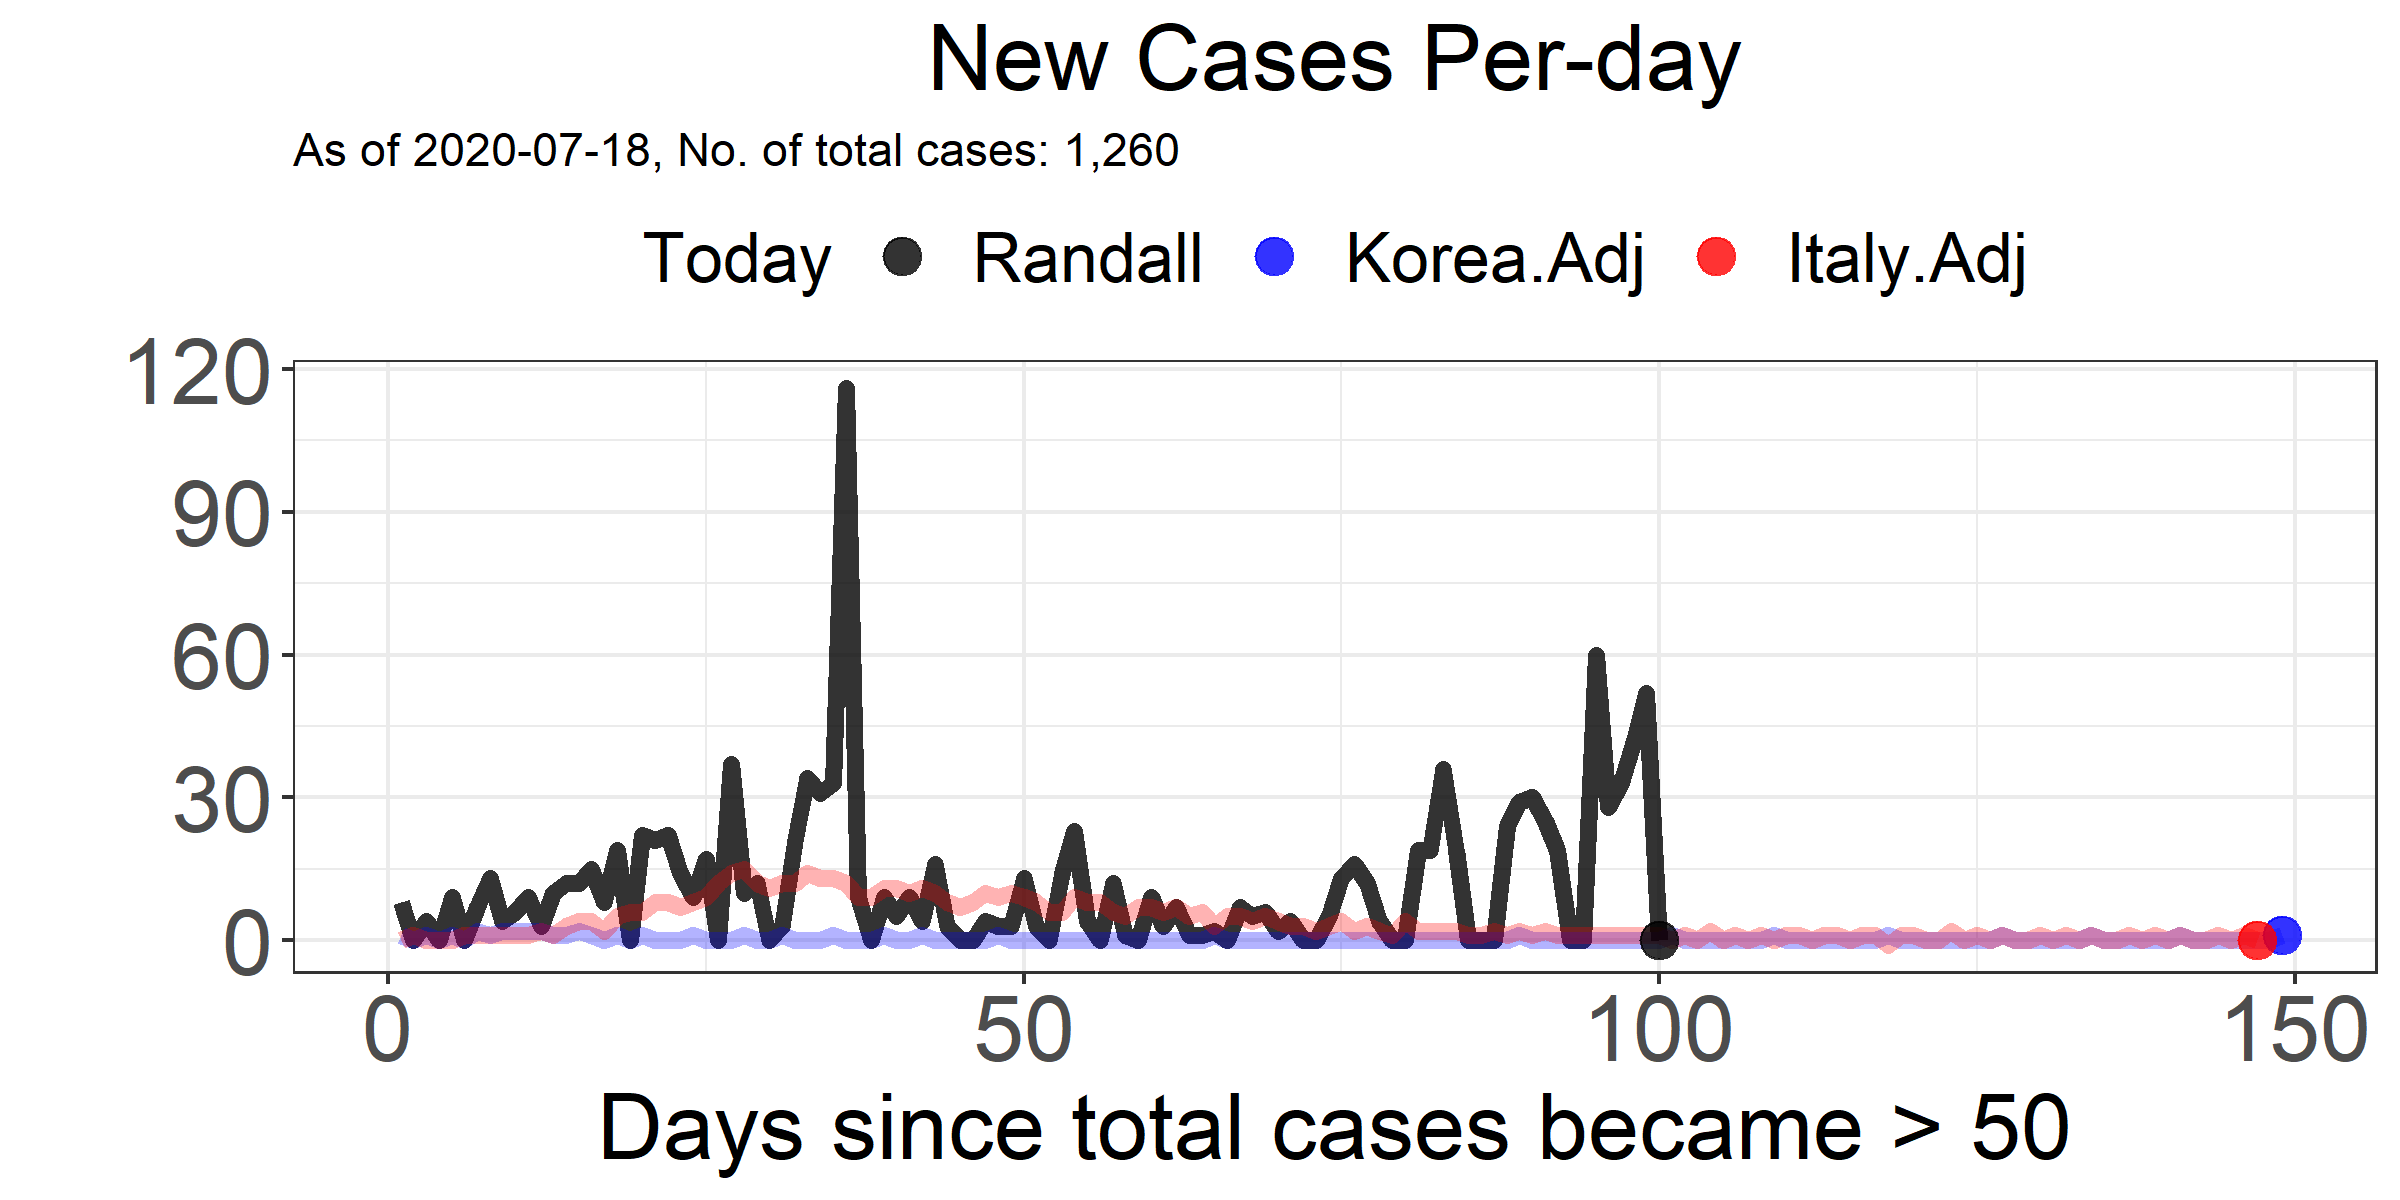 New Cases Per-day
As of 2020-07-18, No. of total cases: 1,260
Today Randall Korea.Adj Italy.Adj
120
90
60
30
0
0 50 100 150
Days since total cases became > 50